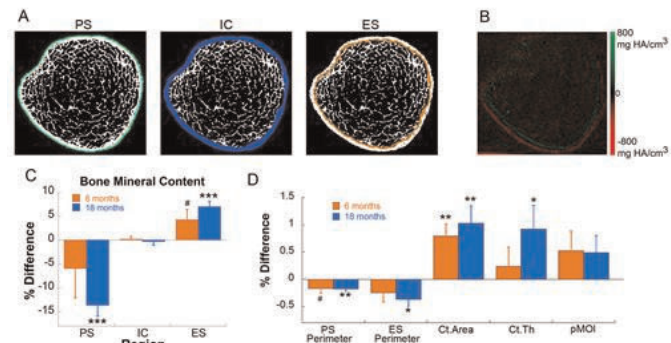 A
PS
IC
ES
B
800
mg HA/cm3
0
-800
mg HA/cm3
C
Bone Mineral Content
6 months
18 months
% Difference
10
5
0
-5
-10
-15
#
***
***
PS
IC
ES
Region
D
6 months
18 months
% Difference
1.5
1
0.5
0
-0.5
#
**
*
**
**
*
PS
Perimeter
ES
Perimeter
Ct.Area
Ct.Th
pMOI